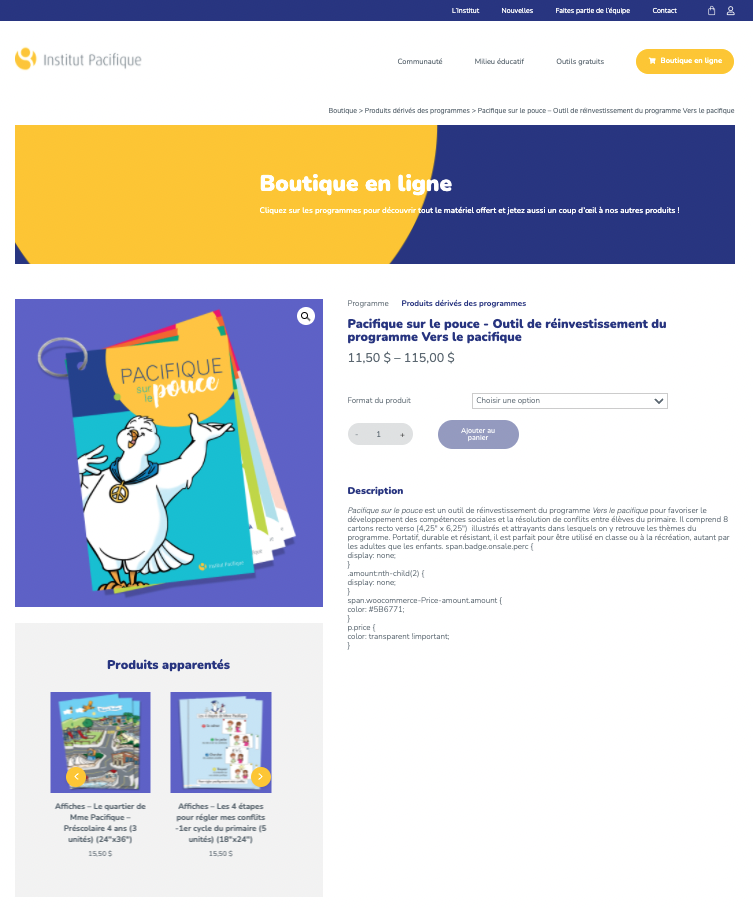 L'Institut Nouvelles Faites partie de l'équipe Contact
Institut Pacifique
Communauté Milieu éducatif Outils gratuits Boutique en ligne
Boutique > Produits dérivés des programmes > Pacifique sur le pouce – Outil de réinvestissement du programme Vers le pacifique
Boutique en ligne
Cliquez sur les programmes pour découvrir tout le matériel offert et jetez aussi un coup d'œil à nos autres produits !
PACIFIQUE
sur
le pouce
Institut Pacifique
Programme Produits dérivés des programmes
Pacifique sur le pouce - Outil de réinvestissement du
programme Vers le pacifique
11,50 $ – 115,00 $
Format du produit Choisir une option
- 1 +
Ajouter au
panier
Description
Pacifique sur le pouce est un outil de réinvestissement du programme Vers le pacifique pour favoriser le
développement des compétences sociales et la résolution de conflits entre élèves du primaire. Il comprend 8
cartons recto verso (4,25" x 6,25") illustrés et attrayants dans lesquels on y retrouve les thèmes du
programme. Portatif, durable et résistant, il est parfait pour être utilisé en classe ou à la récréation, autant par
les adultes que les enfants. span.badge.onsale.perc {
display: none;
}
.amount:nth-child(2) {
display: none;
}
span.woocommerce-Price-amount.amount {
color: #5B6771;
}
p.price {
color: transparent !important;
}
Produits apparentés
Affiches – Le quartier de
Mme Pacifique –
Préscolaire 4 ans (3
unités) (24"x36")
15,50 $
Affiches – Les 4 étapes
pour régler mes conflits
-1er cycle du primaire (5
unités) (18"x24")
15,50 $